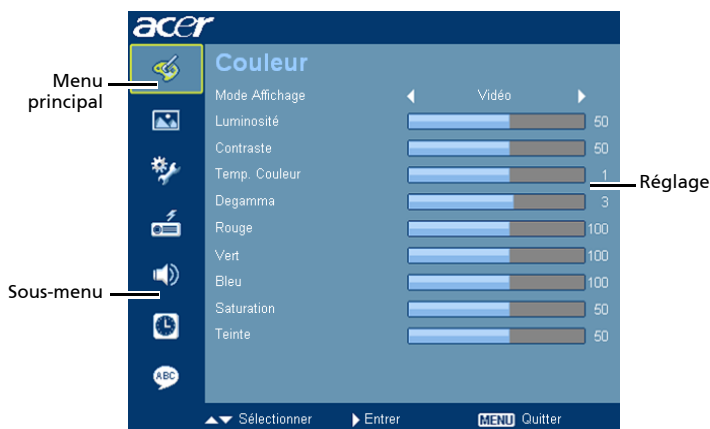 acer
Couleur
Menu principal
Mode Affichage Vidéo
Luminosité 50
Contraste 50
Temp. Couleur 1
Réglage
Degamma 3
Rouge 100
Vert 100
Bleu 100
Sous-menu
Saturation 50
Teinte 50
ABC
Sélectionner Entrer MENU Quitter